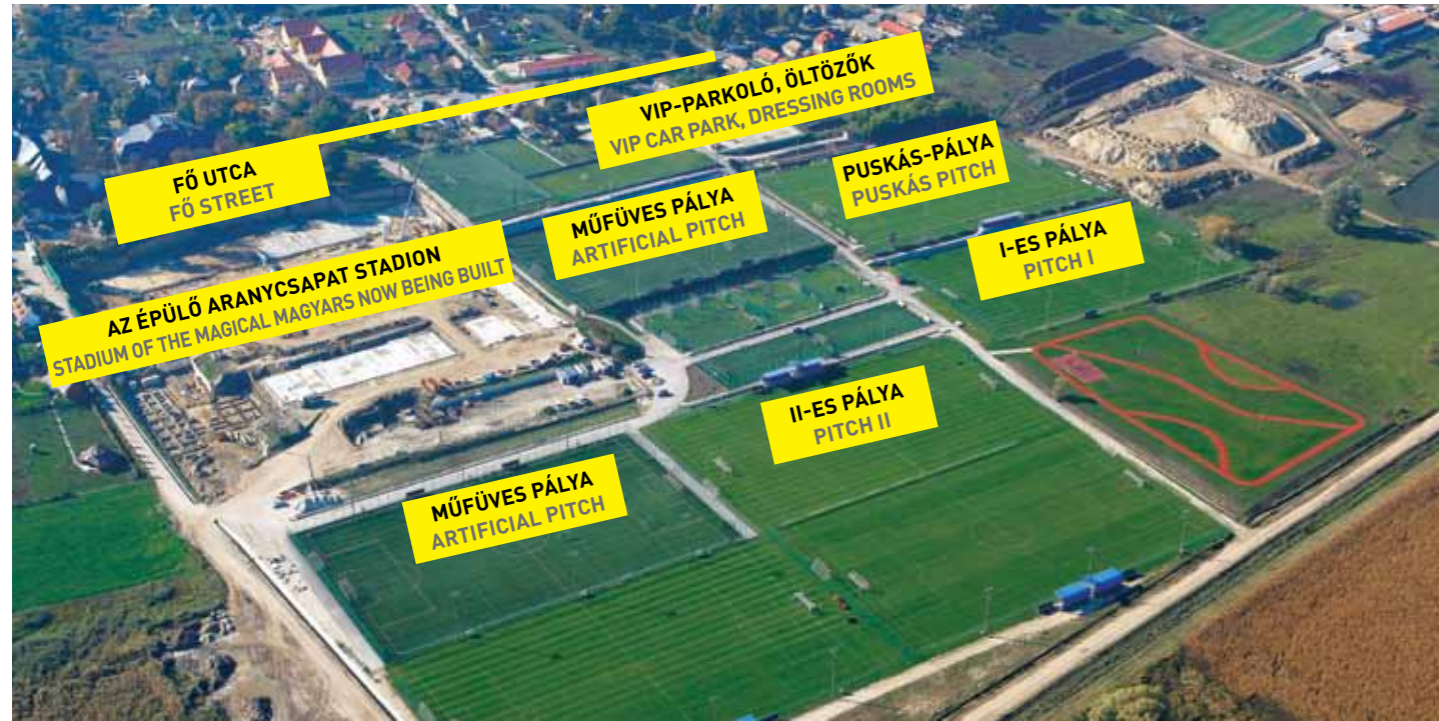 VIP-PARKOLÓ, ÖLTÖZŐK
VIP CAR PARK, DRESSING ROOMS
FŐ UTCA
FŐ STREET
PUSKÁS-PÁLYA
PUSKÁS PITCH
MŰFÜVES PÁLYA
ARTIFICIAL PITCH
I-ES PÁLYA
PITCH I
AZ ÉPÜLŐ ARANYCSAPAT STADION
STADIUM OF THE MAGICAL MAGYARS NOW BEING BUILT
II-ES PÁLYA
PITCH II
MŰFÜVES PÁLYA
ARTIFICIAL PITCH